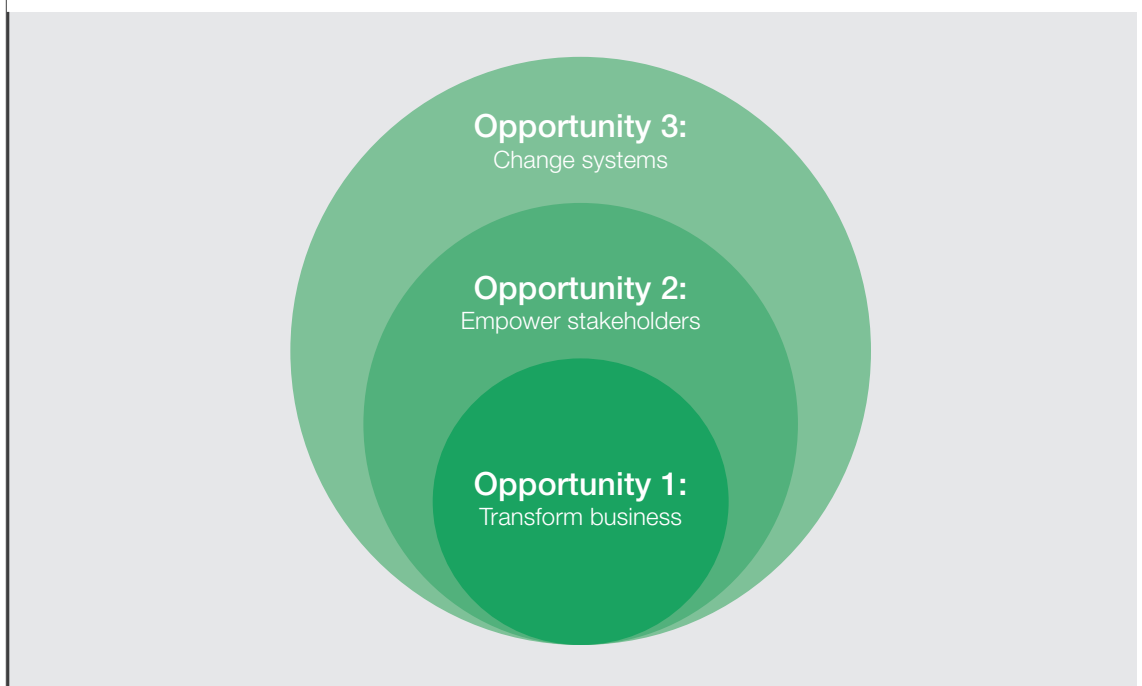 Opportunity 3:
Change systems
Opportunity 2:
Empower stakeholders
Opportunity 1:
Transform business